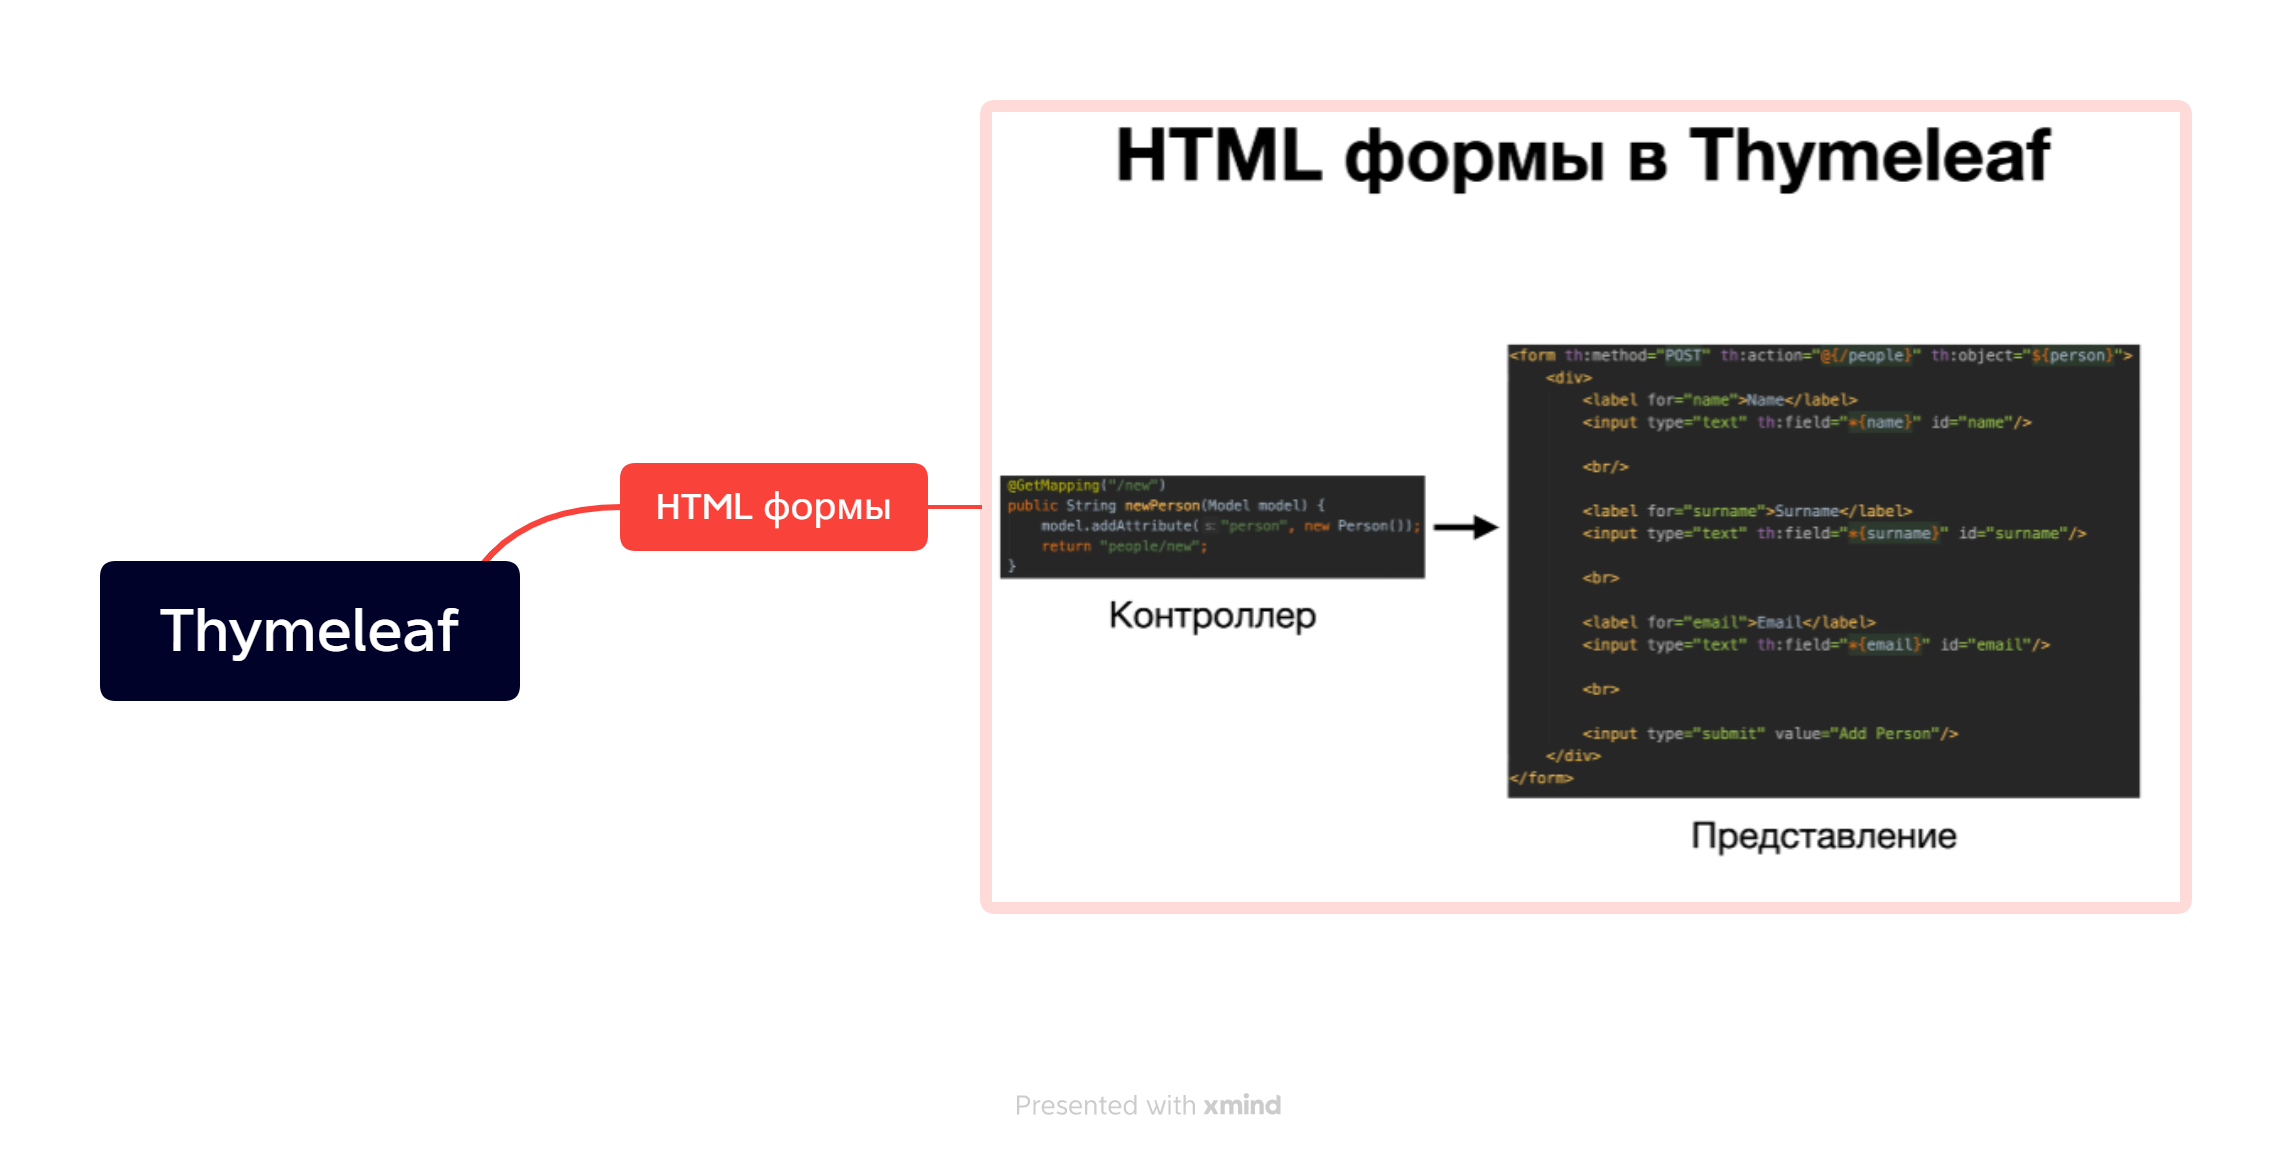 Thymeleaf
HTML формы
HTML формы в Thymeleaf
@GetMapping("/new")
public String newPerson(Model model) {
    model.addAttribute( s: "person", new Person());
    return "people/new";
}
Контроллер
<form th:method="POST" th:action="@{/people}" th:object="${person}">
    <div>
        <label for="name">Name</label>
        <input type="text" th:field="*{name}" id="name"/>
        <br/>
        <label for="surname">Surname</label>
        <input type="text" th:field="*{surname}" id="surname"/>
        <br>
        <label for="email">Email</label>
        <input type="text" th:field="*{email}" id="email"/>
        <br>
        <input type="submit" value="Add Person"/>
    </div>
</form>
Представление
Presented with xmind